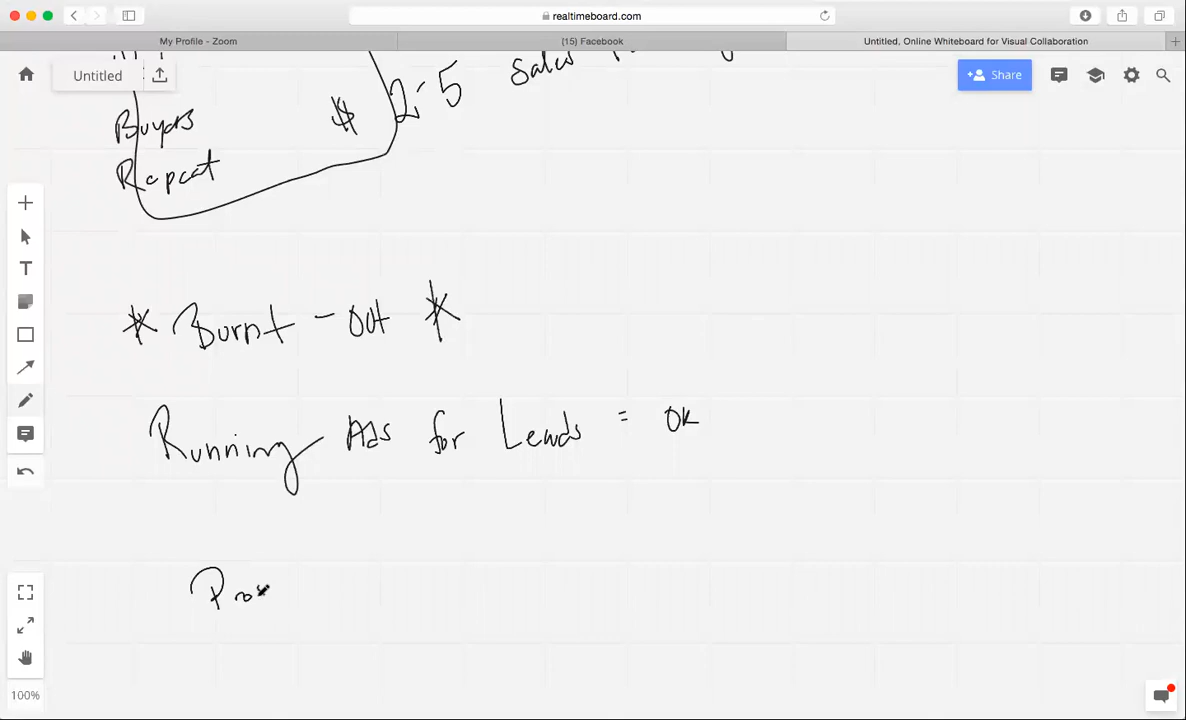 realtimeboard.com
My Profile - Zoom
(15) Facebook
Untitled, Online Whiteboard for Visual Collaboration
Untitled
Share
Sales
$ 2.5
Buyers
Repeat
* Burnt - Out *
Running Ads for Leads = OK
Pro
T
100%